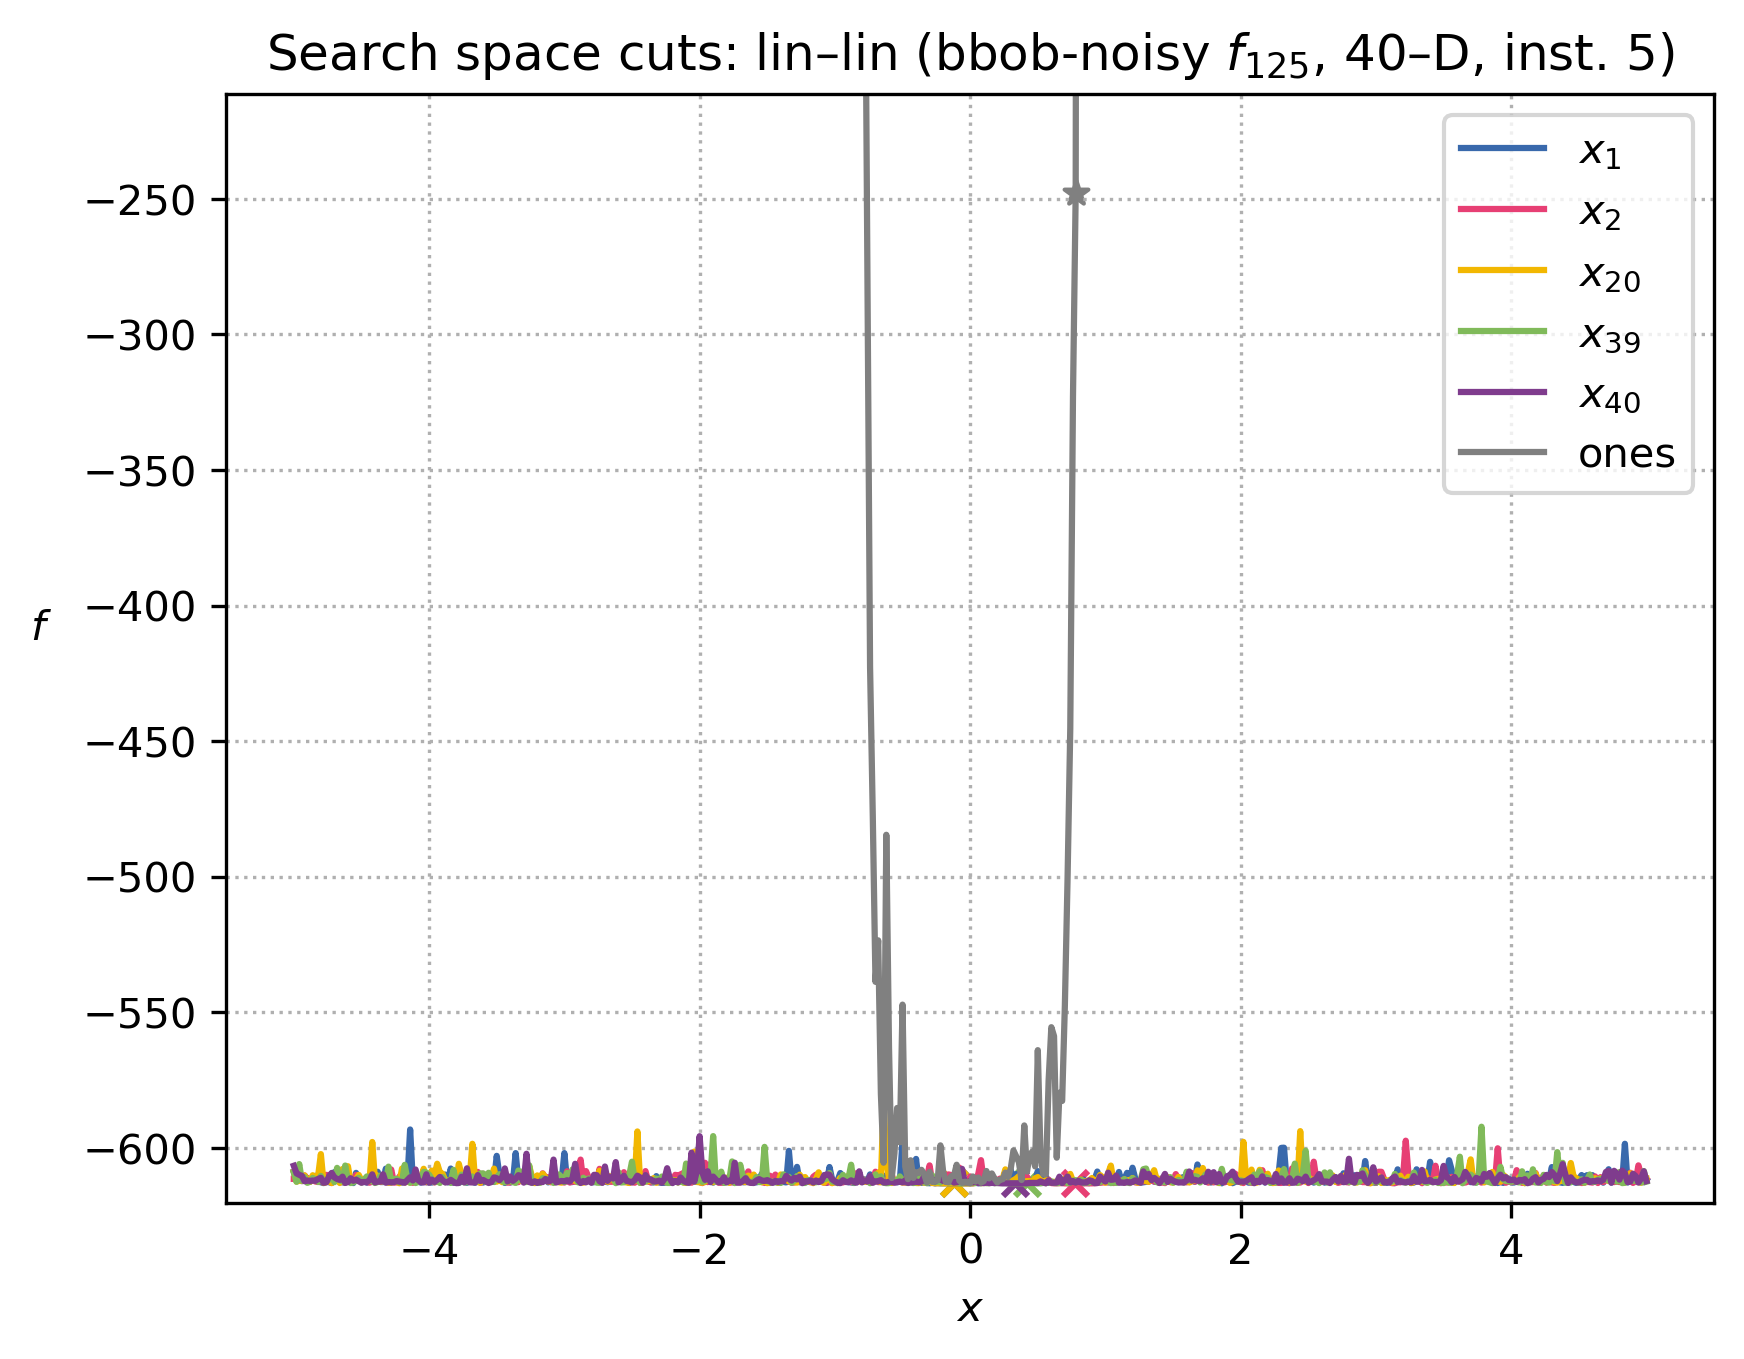 Search space cuts: lin–lin (bbob-noisy f₁₂₅, 40–D, inst. 5)
x₁
x₂
x₂₀
x₃₉
x₄₀
ones
−250
−300
−350
−400
−450
−500
−550
−600
f
−4
−2
0
2
4
x